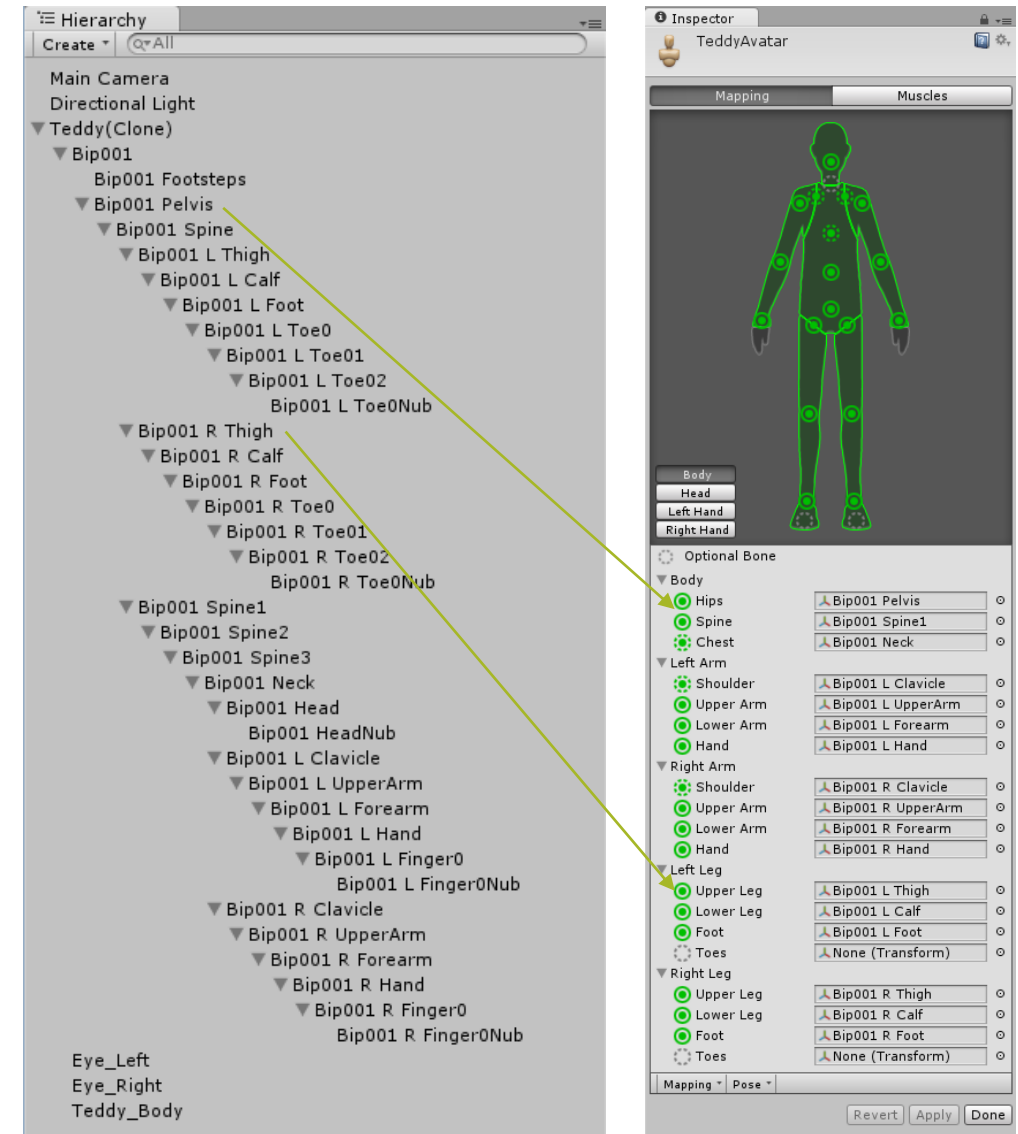 Hierarchy
Create
All
Main Camera
Directional Light
Teddy(Clone)
Bip001
Bip001 Footsteps
Bip001 Pelvis
Bip001 Spine
Bip001 L Thigh
Bip001 L Calf
Bip001 L Foot
Bip001 L Toe0
Bip001 L Toe01
Bip001 L Toe02
Bip001 L Toe0Nub
Bip001 R Thigh
Bip001 R Calf
Bip001 R Foot
Bip001 R Toe0
Bip001 R Toe01
Bip001 R Toe02
Bip001 R Toe0Nub
Bip001 Spine1
Bip001 Spine2
Bip001 Spine3
Bip001 Neck
Bip001 Head
Bip001 HeadNub
Bip001 L Clavicle
Bip001 L UpperArm
Bip001 L Forearm
Bip001 L Hand
Bip001 L Finger0
Bip001 L Finger0Nub
Bip001 R Clavicle
Bip001 R UpperArm
Bip001 R Forearm
Bip001 R Hand
Bip001 R Finger0
Bip001 R Finger0Nub
Eye_Left
Eye_Right
Teddy_Body
Inspector
TeddyAvatar
Mapping Muscles
Body
Head
Left Hand
Right Hand
Optional Bone
Body
Hips Bip001 Pelvis
Spine Bip001 Spine1
Chest Bip001 Neck
Left Arm
Shoulder Bip001 L Clavicle
Upper Arm Bip001 L UpperArm
Lower Arm Bip001 L Forearm
Hand Bip001 L Hand
Right Arm
Shoulder Bip001 R Clavicle
Upper Arm Bip001 R UpperArm
Lower Arm Bip001 R Forearm
Hand Bip001 R Hand
Left Leg
Upper Leg Bip001 L Thigh
Lower Leg Bip001 L Calf
Foot Bip001 L Foot
Toes None (Transform)
Right Leg
Upper Leg Bip001 R Thigh
Lower Leg Bip001 R Calf
Foot Bip001 R Foot
Toes None (Transform)
Mapping Pose
Revert Apply Done